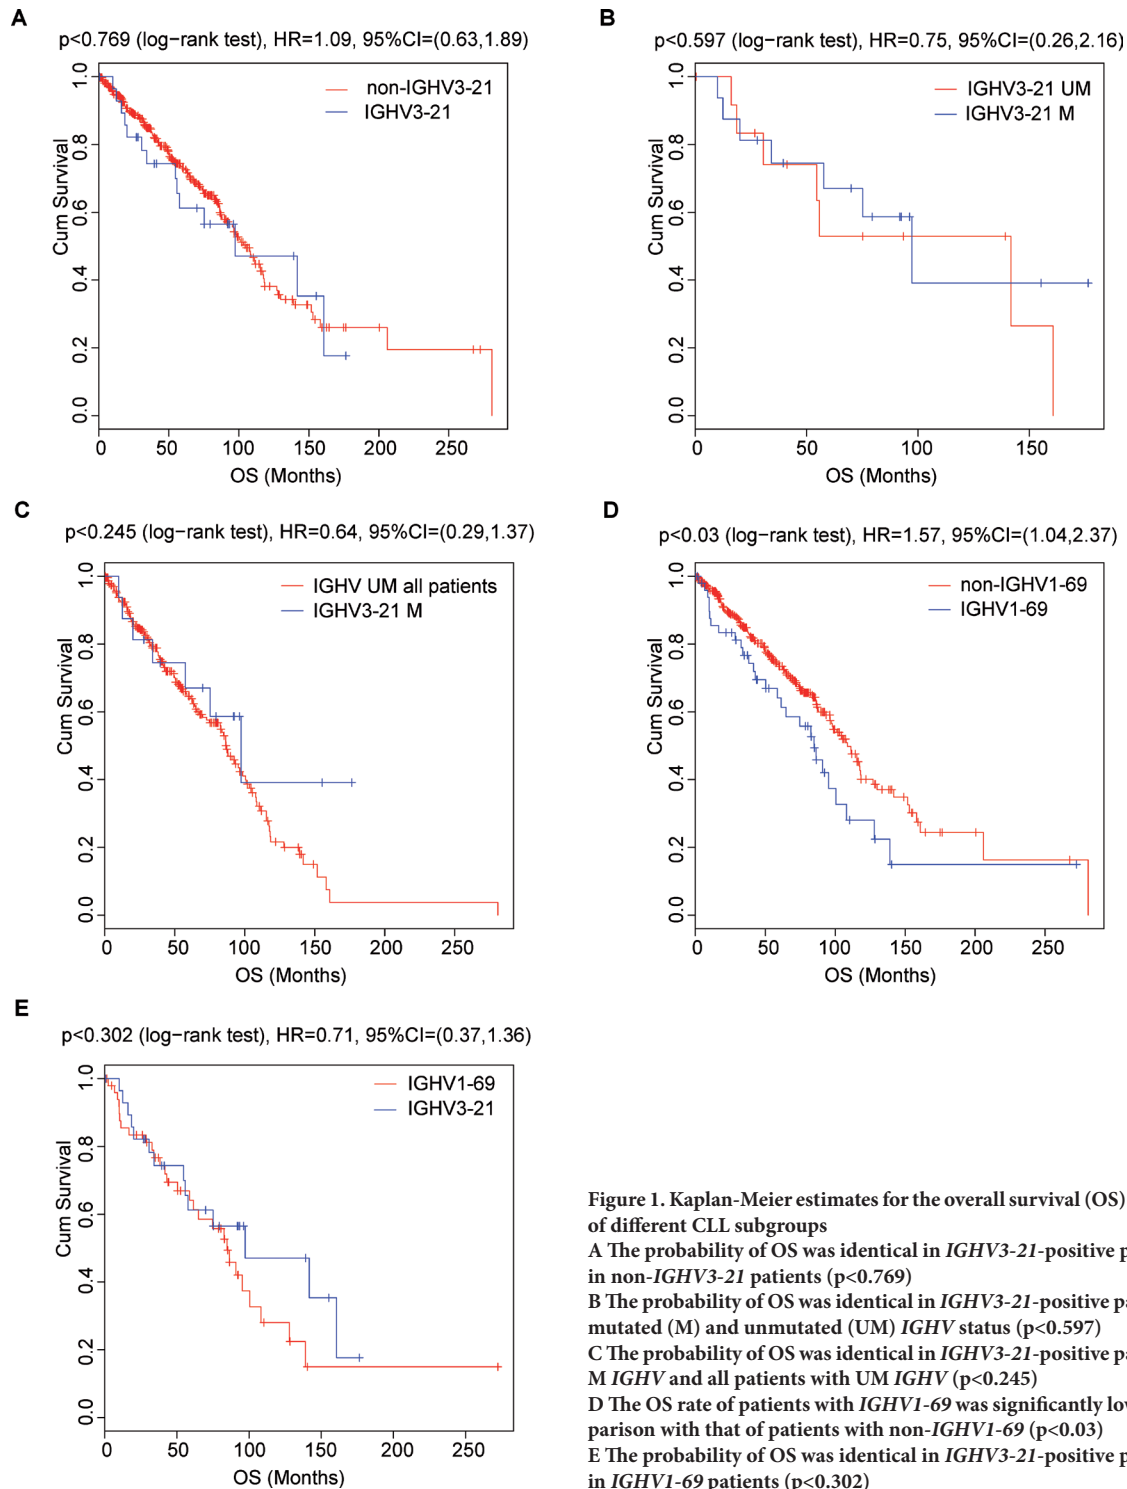 A
p<0.769 (log−rank test), HR=1.09, 95%CI=(0.63,1.89)
non-IGHV3-21
IGHV3-21
Cum Survival
1.0
0.8
0.6
0.4
0.2
0.0
0 50 100 150 200 250
OS (Months)
B
p<0.597 (log−rank test), HR=0.75, 95%CI=(0.26,2.16)
IGHV3-21 UM
IGHV3-21 M
Cum Survival
1.0
0.8
0.6
0.4
0.2
0.0
0 50 100 150
OS (Months)
C
p<0.245 (log−rank test), HR=0.64, 95%CI=(0.29,1.37)
IGHV UM all patients
IGHV3-21 M
Cum Survival
1.0
0.8
0.6
0.4
0.2
0.0
0 50 100 150 200 250
OS (Months)
D
p<0.03 (log−rank test), HR=1.57, 95%CI=(1.04,2.37)
non-IGHV1-69
IGHV1-69
Cum Survival
1.0
0.8
0.6
0.4
0.2
0.0
0 50 100 150 200 250
OS (Months)
E
p<0.302 (log−rank test), HR=0.71, 95%CI=(0.37,1.36)
IGHV1-69
IGHV3-21
Cum Survival
1.0
0.8
0.6
0.4
0.2
0.0
0 50 100 150 200 250
OS (Months)
Figure 1. Kaplan-Meier estimates for the overall survival (OS)
of different CLL subgroups
A The probability of OS was identical in IGHV3-21-positive p
in non-IGHV3-21 patients (p<0.769)
B The probability of OS was identical in IGHV3-21-positive pa
mutated (M) and unmutated (UM) IGHV status (p<0.597)
C The probability of OS was identical in IGHV3-21-positive pa
M IGHV and all patients with UM IGHV (p<0.245)
D The OS rate of patients with IGHV1-69 was significantly low
parison with that of patients with non-IGHV1-69 (p<0.03)
E The probability of OS was identical in IGHV3-21-positive p
in IGHV1-69 patients (p<0.302)